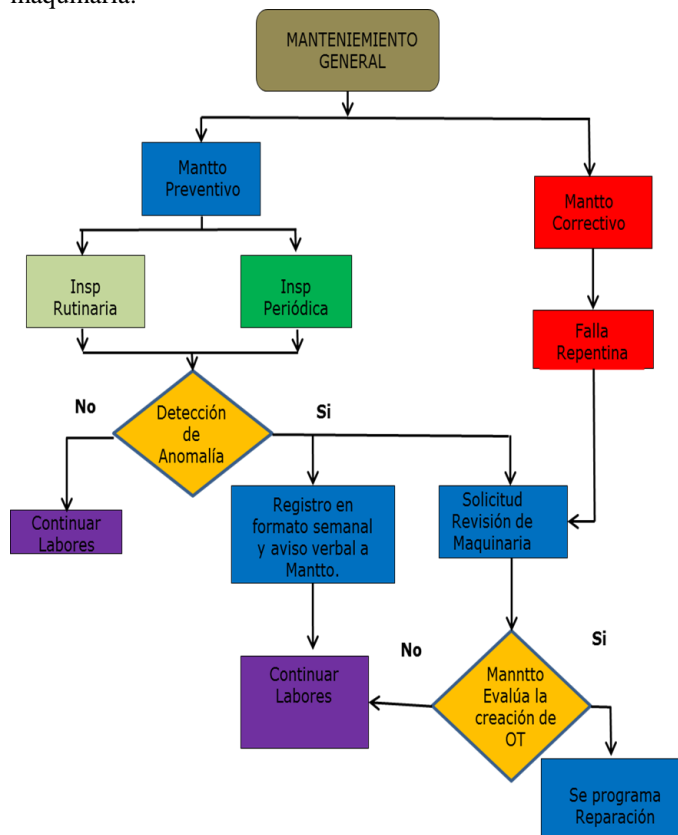 maquinaria.
MANTENIEMIENTO
GENERAL
Mantto
Preventivo
Mantto
Correctivo
Insp
Rutinaria
Insp
Periódica
Falla
Repentina
No
Detección
de
Anomalía
Si
Continuar
Labores
Registro en
formato semanal
y aviso verbal a
Mantto.
Solicitud
Revisión de
Maquinaria
No
Si
Continuar
Labores
Manntto
Evalúa la
creación de
OT
Se programa
Reparación